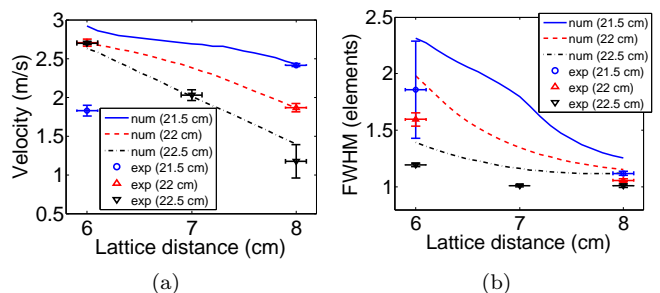 3
2.5
2
1.5
1
0.5
Velocity (m/s)
num (21.5 cm)
num (22 cm)
num (22.5 cm)
exp (21.5 cm)
exp (22 cm)
exp (22.5 cm)
6
7
8
Lattice distance (cm)
(a)
2.5
2
1.5
1
FWHM (elements)
num (21.5 cm)
num (22 cm)
num (22.5 cm)
exp (21.5 cm)
exp (22 cm)
exp (22.5 cm)
6
7
8
Lattice distance (cm)
(b)